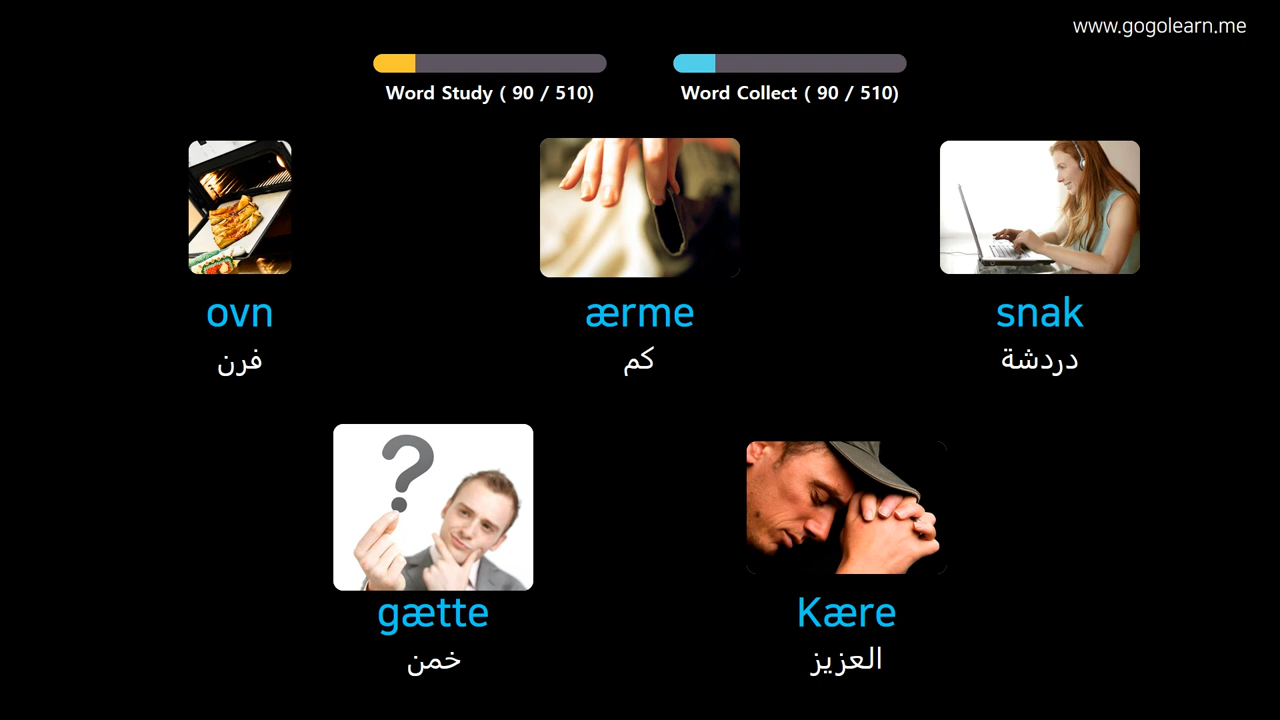 www.gogolearn.me
Word Study ( 90 / 510)
Word Collect ( 90 / 510)
ovn
فرن
ærme
كم
snak
دردشة
gætte
خمن
Kære
العزيز